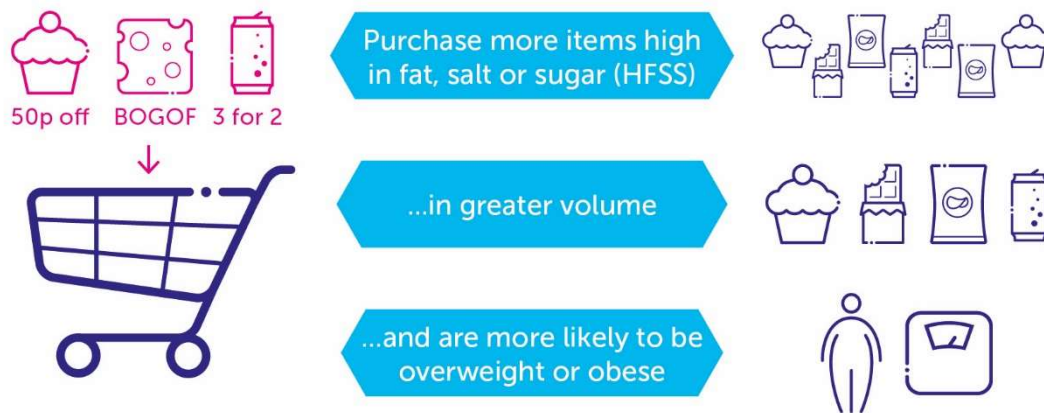 50p off BOGOF 3 for 2
Purchase more items high
in fat, salt or sugar (HFSS)
...in greater volume
...and are more likely to be
overweight or obese